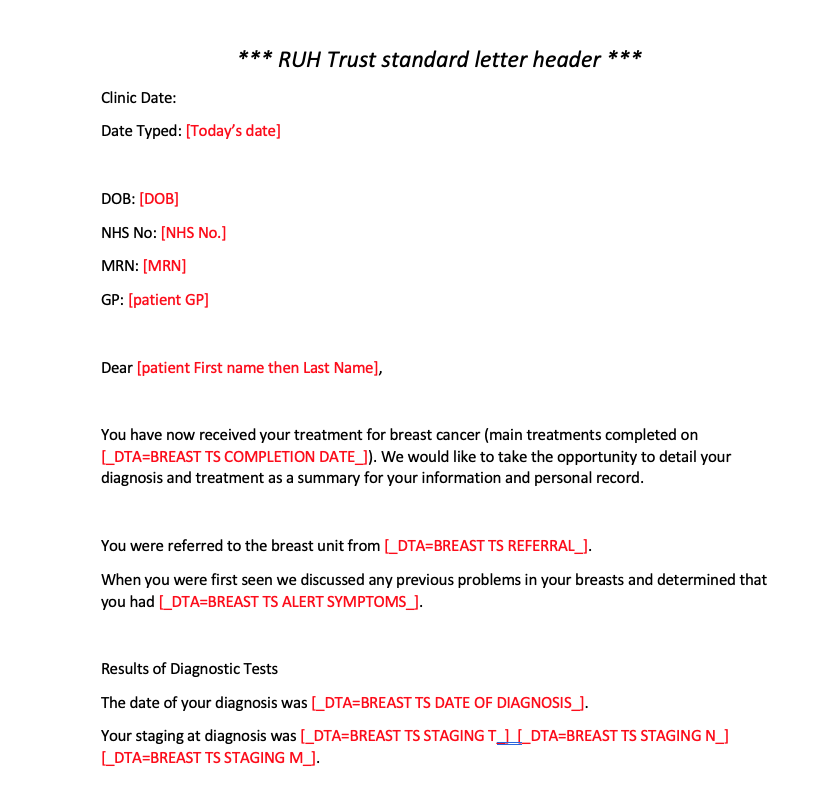 *** RUH Trust standard letter header ***
Clinic Date:
Date Typed: [Today’s date]
DOB: [DOB]
NHS No: [NHS No.]
MRN: [MRN]
GP: [patient GP]
Dear [patient First name then Last Name],
You have now received your treatment for breast cancer (main treatments completed on
[_DTA=BREAST TS COMPLETION DATE_]). We would like to take the opportunity to detail your
diagnosis and treatment as a summary for your information and personal record.
You were referred to the breast unit from [_DTA=BREAST TS REFERRAL_].
When you were first seen we discussed any previous problems in your breasts and determined that
you had [_DTA=BREAST TS ALERT SYMPTOMS_].
Results of Diagnostic Tests
The date of your diagnosis was [_DTA=BREAST TS DATE OF DIAGNOSIS_].
Your staging at diagnosis was [_DTA=BREAST TS STAGING T_] [_DTA=BREAST TS STAGING N_]
[_DTA=BREAST TS STAGING M_].